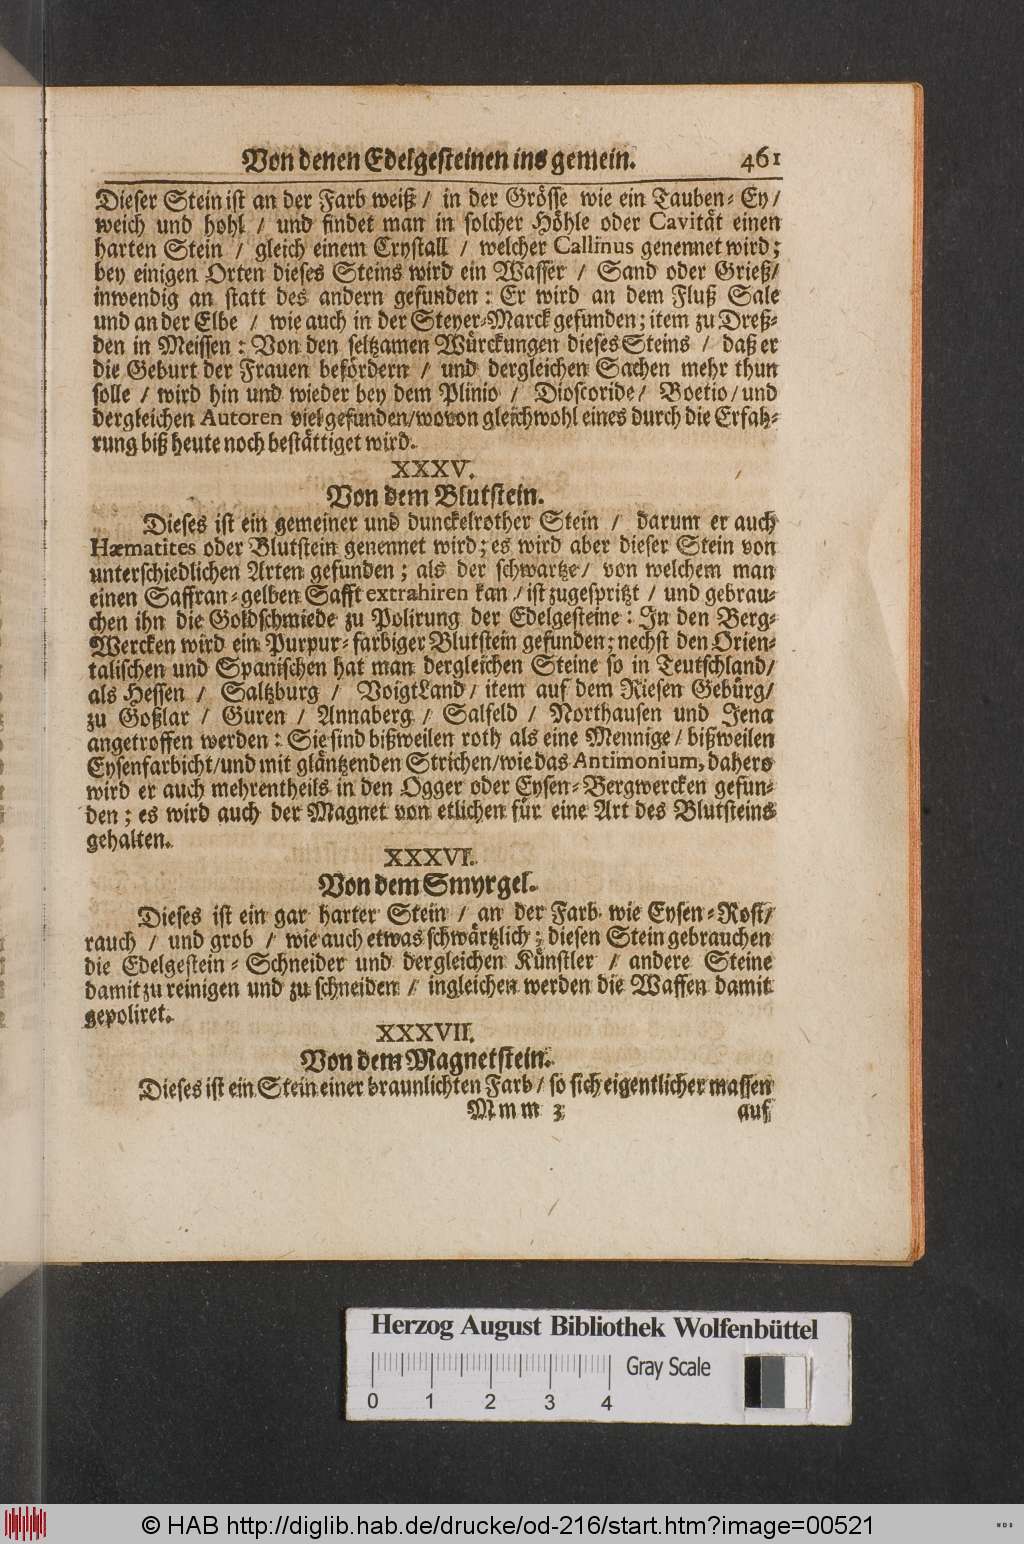 Von denen Edelgesteinen ins gemein. 461
Dieser Stein ist an der Farb weiß / in der Grösse wie ein Tauben-Ey /
weich und hohl / und findet man in solcher Höhle oder Cavität einen
harten Stein / gleich einem Crystall / welcher Callinus genennet wird;
bey einigen Orten dieses Steins wird ein Wasser / Sand oder Grieß /
inwendig an statt des andern gefunden: Er wird an dem Fluß Sale
und an der Elbe / wie auch in der Steyer-Marck gefunden; item zu Dreß-
den in Meissen: Von den seltzamen Würckungen dieses Steins / daß er
die Geburt der Frauen befördern / und dergleichen Sachen mehr thun
solle / wird hin und wieder bey dem Plinio / Dioscoride / Boetio / und
dergleichen Autoren viel gefunden / wovon gleichwohl eines durch die Erfah-
rung biß heute noch bestättiget wird.
XXXV.
Von dem Blutstein.
Dieses ist ein gemeiner und dunckelrother Stein / darum er auch
Hæmatites oder Blutstein genennet wird; es wird aber dieser Stein von
unterschiedlichen Arten gefunden; als der schwartze / von welchem man
einen Saffran-gelben Safft extrahiren kan / ist zugespritzt / und gebrau-
chen ihn die Goldschmiede zu Polirung der Edelgesteine: In den Berg-
Wercken wird ein Purpur-farbiger Blutstein gefunden; nechst den Orien-
talischen und Spanischen hat man dergleichen Steine so in Teutschland /
als Hessen / Saltzburg / VoigtLand / item auf dem Riesen Gebürg /
zu Goßlar / Guren / Annaberg / Salfeld / Northausen und Jena
angetroffen werden: Sie sind bißweilen roth als eine Mennige / bißweilen
Eysenfarbicht / und mit gläntzenden Strichen / wie das Antimonium, dahero
wird er auch mehrentheils in den Ogger oder Eysen-Bergwercken gefun-
den; es wird auch der Magnet von etlichen für eine Art des Blutsteins
gehalten.
XXXVI.
Von dem Smyrgel.
Dieses ist ein gar harter Stein / an der Farb wie Eysen-Rost /
rauch / und grob / wie auch etwas schwärtzlich; diesen Stein gebrauchen
die Edelgestein-Schneider und dergleichen Künstler / andere Steine
damit zu reinigen und zu schneiden / ingleichen werden die Waffen damit
gepoliret.
XXXVII.
Von dem Magnetstein.
Dieses ist ein Stein einer braunlichten Farb / so sich eigentlicher massen
Mmm 3 auf
Herzog August Bibliothek Wolfenbüttel
Gray Scale
0 1 2 3 4
© HAB http://diglib.hab.de/drucke/od-216/start.htm?image=00521